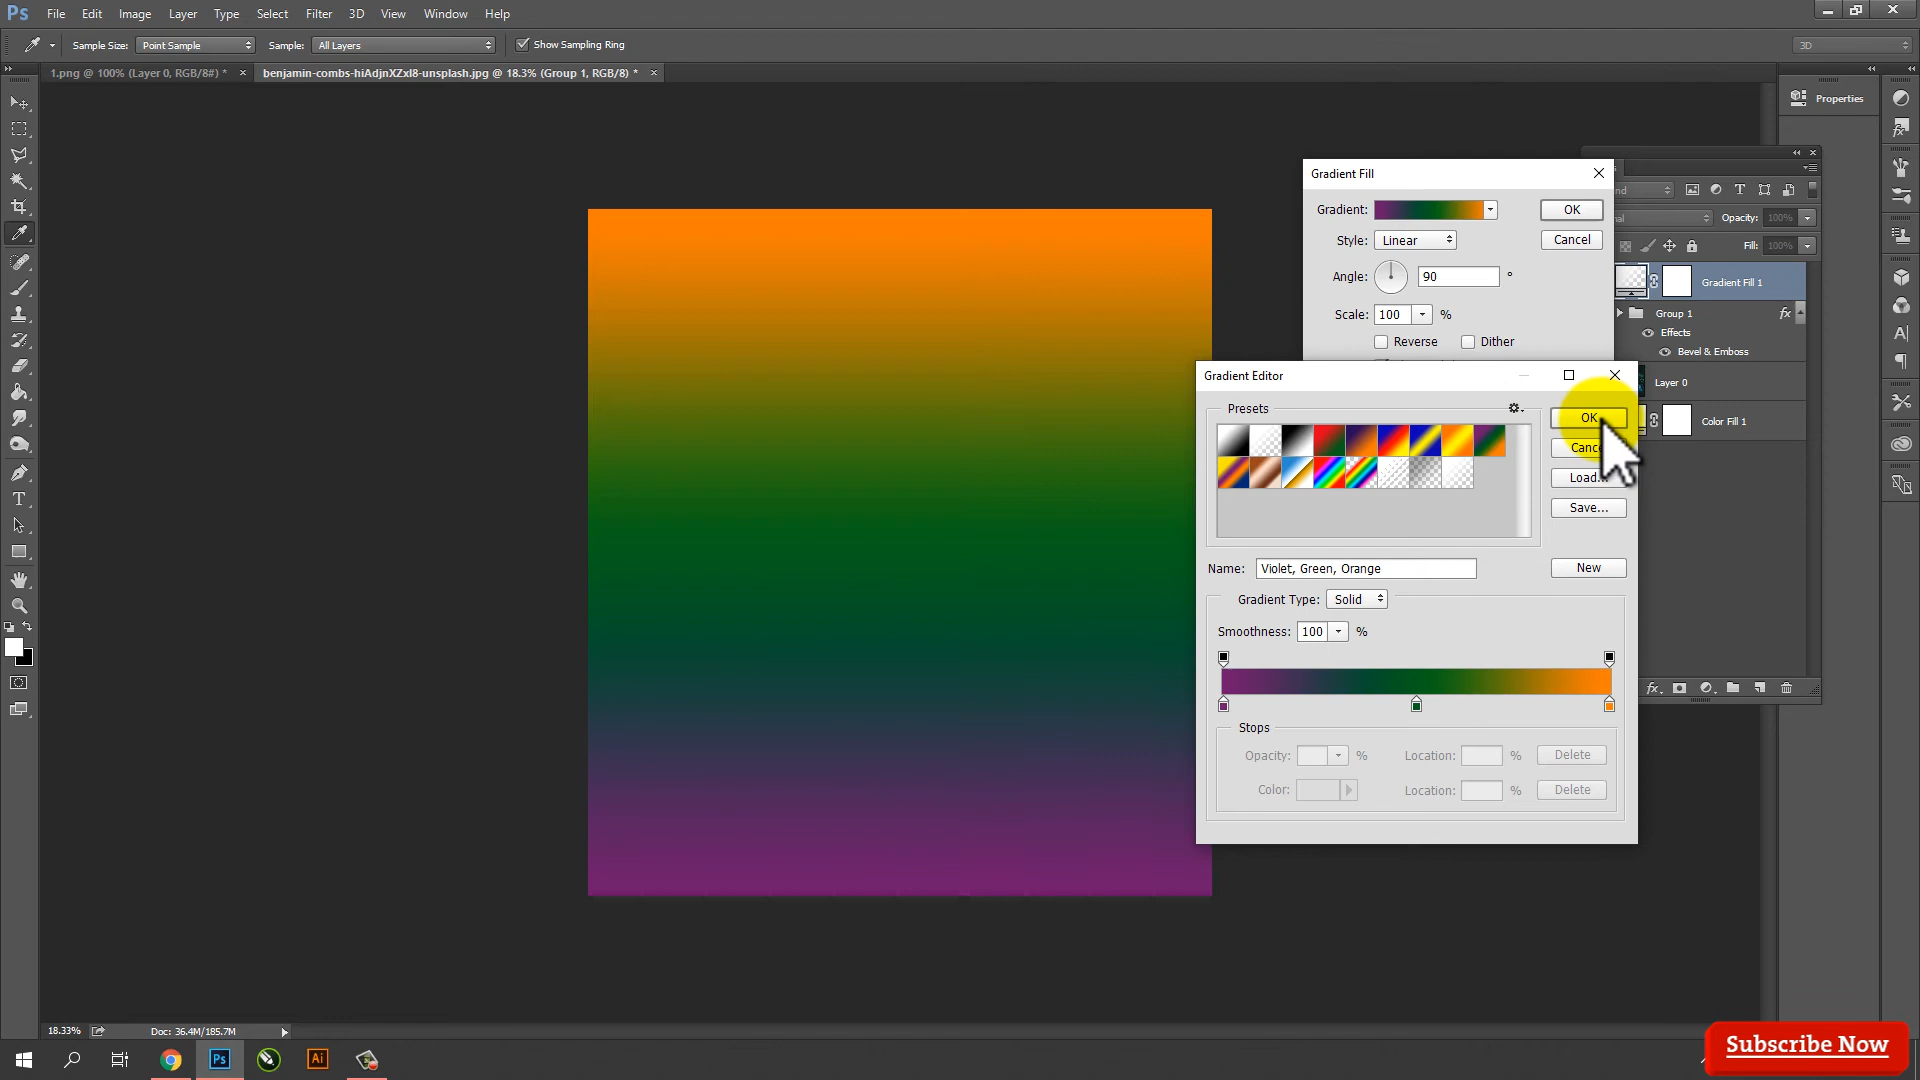 Ps File Edit Image Layer Type Select Filter 3D View Window Help
Sample Size: Point Sample Sample: All Layers Show Sampling Ring 3D
1.png @ 100% (Layer 0, RGB/8#) * benjamin-combs-hiAdjnXZxI8-unsplash.jpg @ 18.3% (Group 1, RGB/8) *
Properties
Gradient Fill
Gradient: OK
Style: Linear Cancel
Angle: 90 °
Scale: 100 %
Reverse Dither
Opacity: 100%
Fill: 100%
Gradient Fill 1
Group 1 fx
Effects
Bevel & Emboss
Layer 0
Color Fill 1
Gradient Editor
Presets
OK
Load...
Save...
Name: Violet, Green, Orange New
Gradient Type: Solid
Smoothness: 100 %
Stops
Opacity: % Location: % Delete
Color: Location: % Delete
18.33% Doc: 36.4M/185.7M
Ps Ai
Subscribe Now